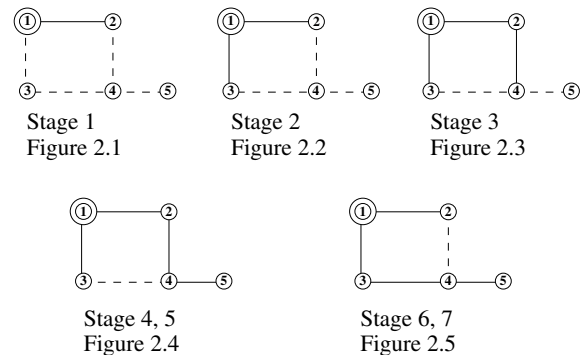 1 2
3 4 5
Stage 1
Figure 2.1
1 2
3 4 5
Stage 2
Figure 2.2
1 2
3 4 5
Stage 3
Figure 2.3
1 2
3 4 5
Stage 4, 5
Figure 2.4
1 2
3 4 5
Stage 6, 7
Figure 2.5